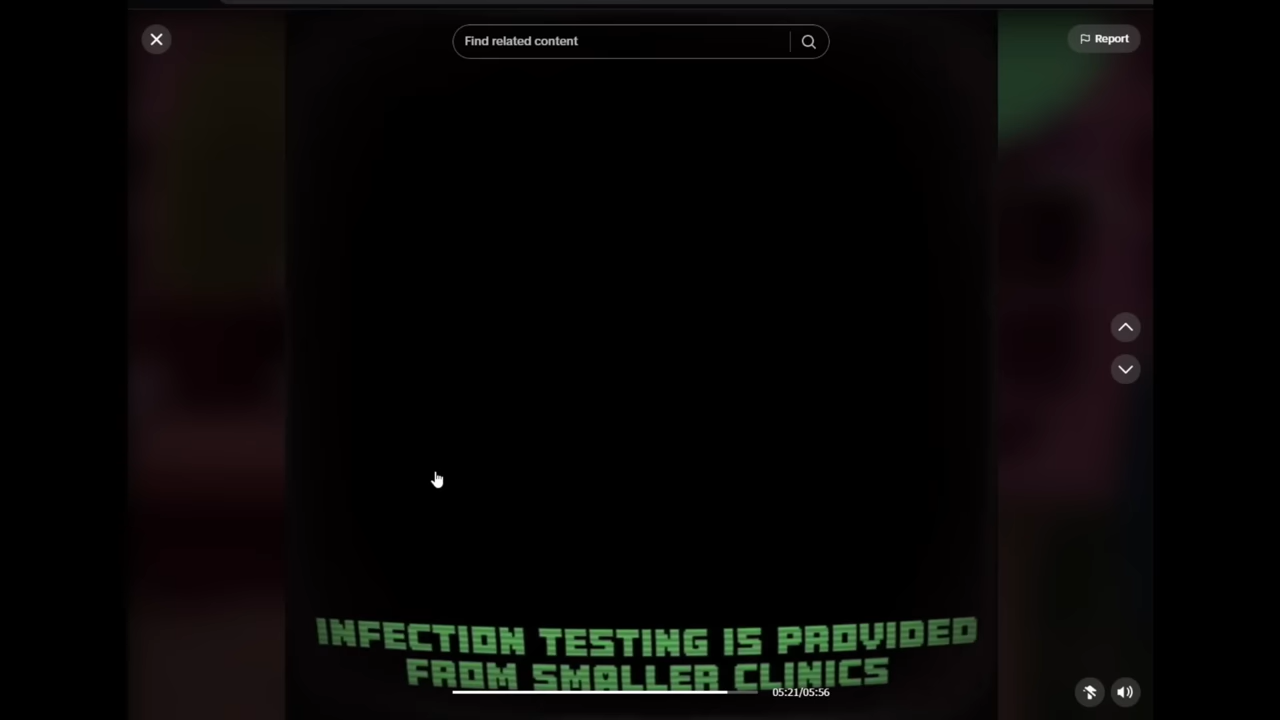 Find related content
Report
INFECTION TESTING IS PROVIDED
FROM SMALLER CLINICS
05:21/05:56